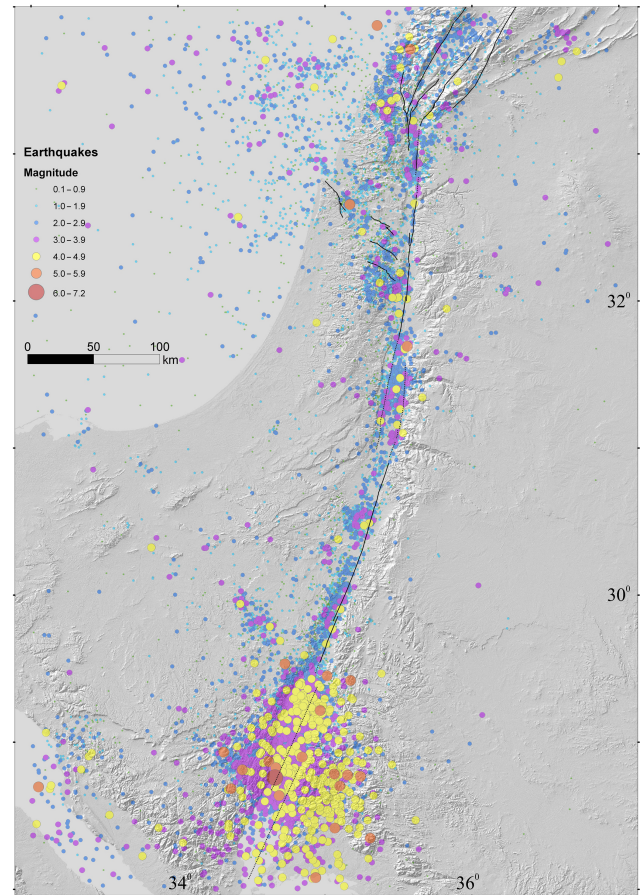 Earthquakes
Magnitude
0.1 – 0.9
1.0 – 1.9
2.0 – 2.9
3.0 – 3.9
4.0 – 4.9
5.0 – 5.9
6.0 – 7.2
32⁰
0 50 100
km
30⁰
34⁰ 36⁰